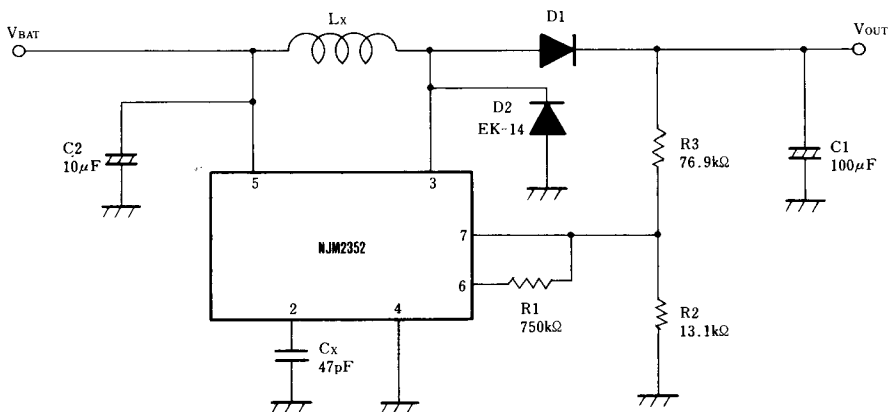 VBAT
Lx
D1
VOUT
D2
EK-14
C2
10μF
R3
76.9kΩ
C1
100μF
5
3
NJM2352
7
6
R1
750kΩ
R2
13.1kΩ
2
4
Cx
47pF